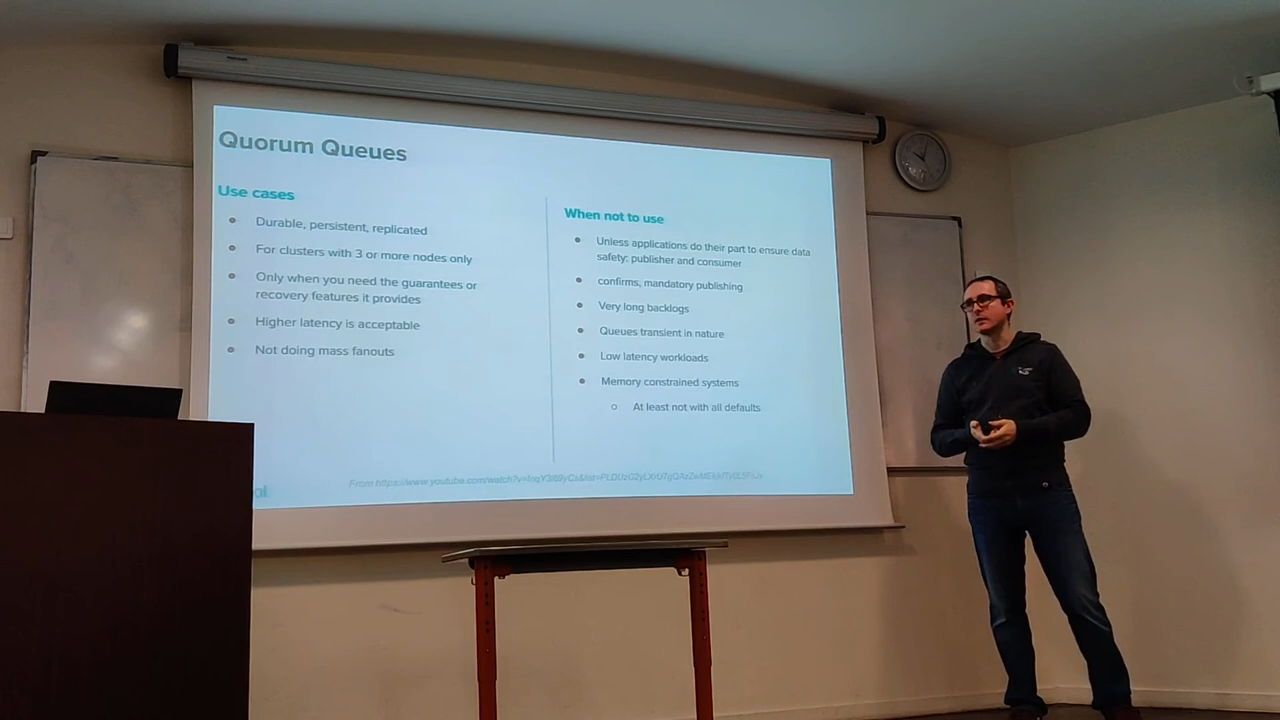 Quorum Queues
Use cases
Durable, persistent, replicated
For clusters with 3 or more nodes only
Only when you need the guarantees or
recovery features it provides
Higher latency is acceptable
Not doing mass fanouts
When not to use
Unless applications do their part to ensure data
safety: publisher and consumer
confirms, mandatory publishing
Very long backlogs
Queues transient in nature
Low latency workloads
Memory constrained systems
At least not with all defaults
From